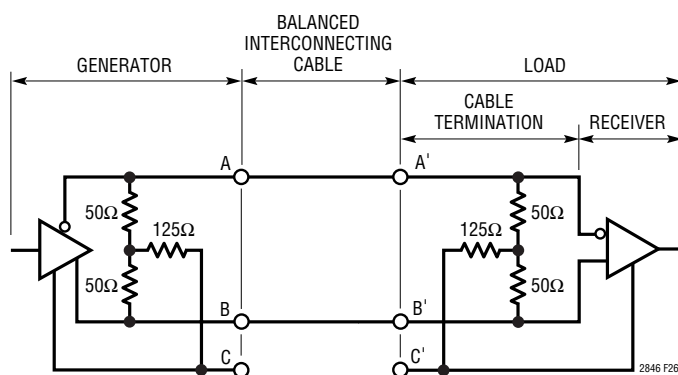 BALANCED
INTERCONNECTING
CABLE
GENERATOR
LOAD
CABLE
TERMINATION
RECEIVER
A
A'
50Ω
125Ω
50Ω
125Ω
50Ω
50Ω
B
B'
C
C'
2846 F26